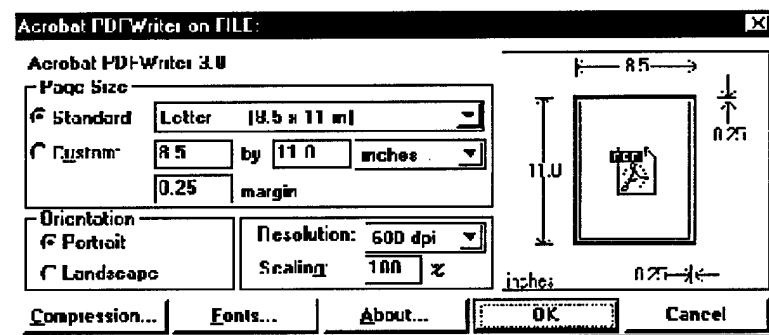 Acrobat PDFWriter on FILE:
Acrobat PDFWriter 3.0
Page Size
Standard Letter (8.5 x 11 in)
Custom: 8.5 by 11.0 inches
0.25 margin
Orientation
Portrait
Landscape
Resolution: 600 dpi
Scaling: 100 %
8.5
0.25
11.0
PDF
inches 0.25
Compression... Fonts... About... OK Cancel